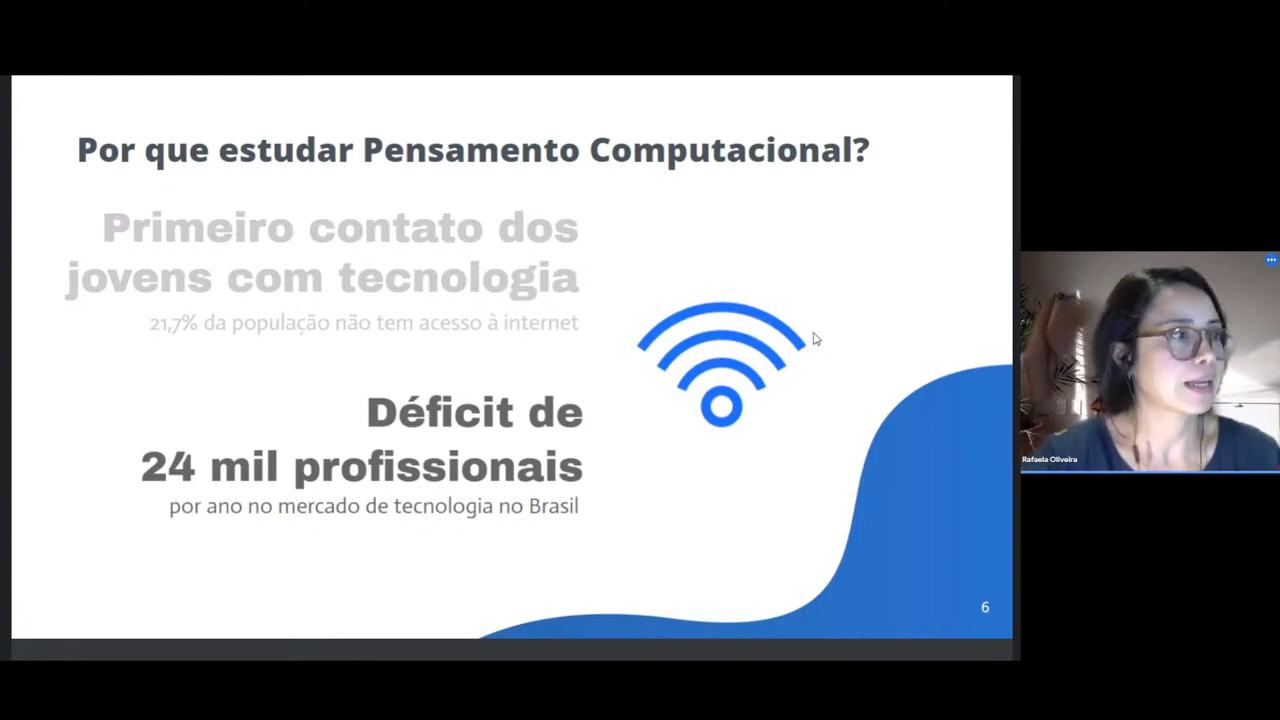 Por que estudar Pensamento Computacional?
Primeiro contato dos
jovens com tecnologia
21,7% da população não tem acesso à internet
Déficit de
24 mil profissionais
por ano no mercado de tecnologia no Brasil
6
Rafaela Oliveira